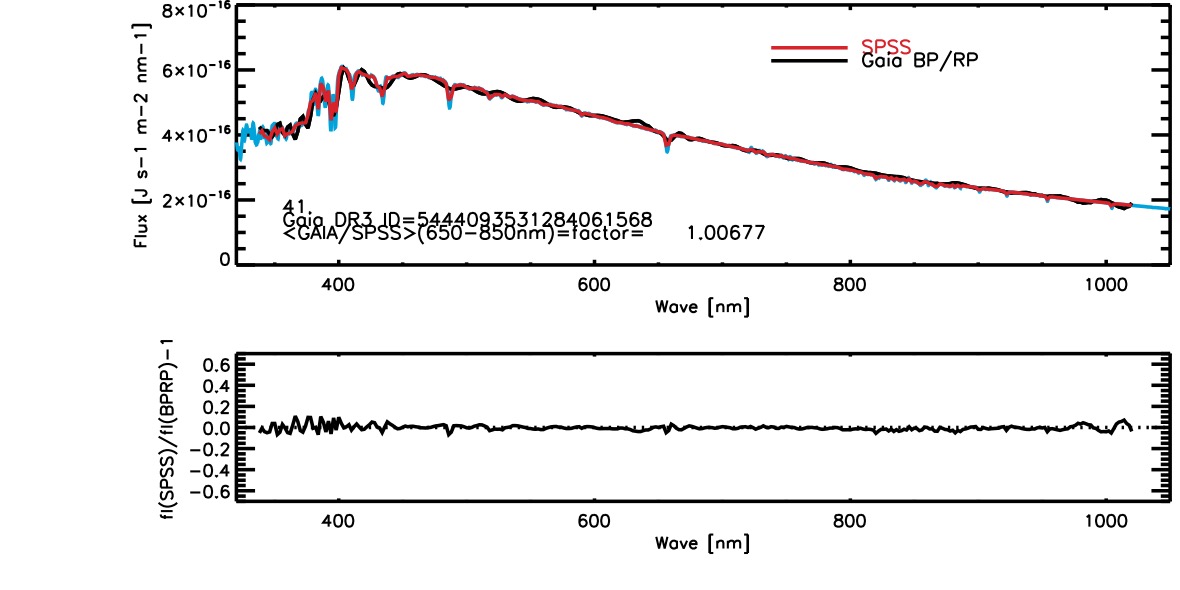 8×10⁻¹⁶
6×10⁻¹⁶
4×10⁻¹⁶
2×10⁻¹⁶
0
Flux [J s−1 m−2 nm−1]
SPSS
Gaia BP/RP
41.
Gaia DR3 ID=5444093531284061568
<GAIA/SPSS>(650−850nm)=factor= 1.00677
400 600 800 1000
Wave [nm]
fl(SPSS)/fl(BPRP)−1
0.6
0.4
0.2
0.0
−0.2
−0.4
−0.6
400 600 800 1000
Wave [nm]